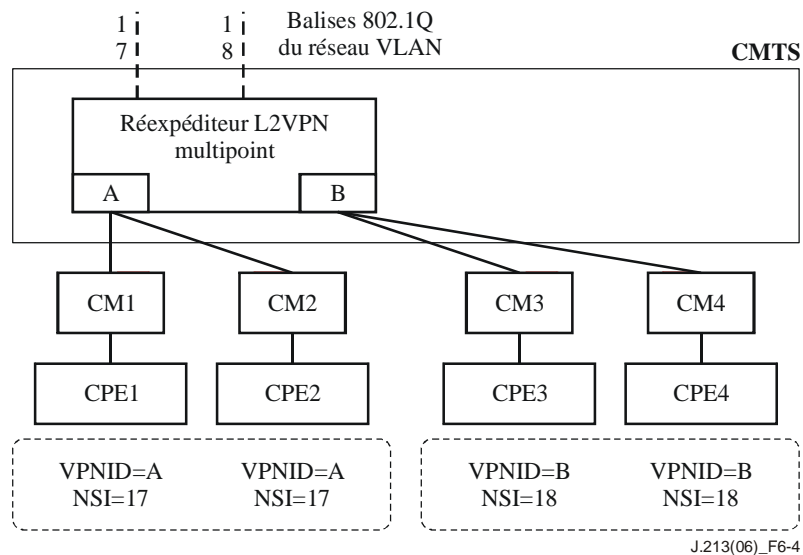 1
7
1
8
Balises 802.1Q
du réseau VLAN
CMTS
Réexpéditeur L2VPN
multipoint
A
B
CM1
CM2
CM3
CM4
CPE1
CPE2
CPE3
CPE4
VPNID=A
NSI=17
VPNID=A
NSI=17
VPNID=B
NSI=18
VPNID=B
NSI=18
J.213(06)_F6-4